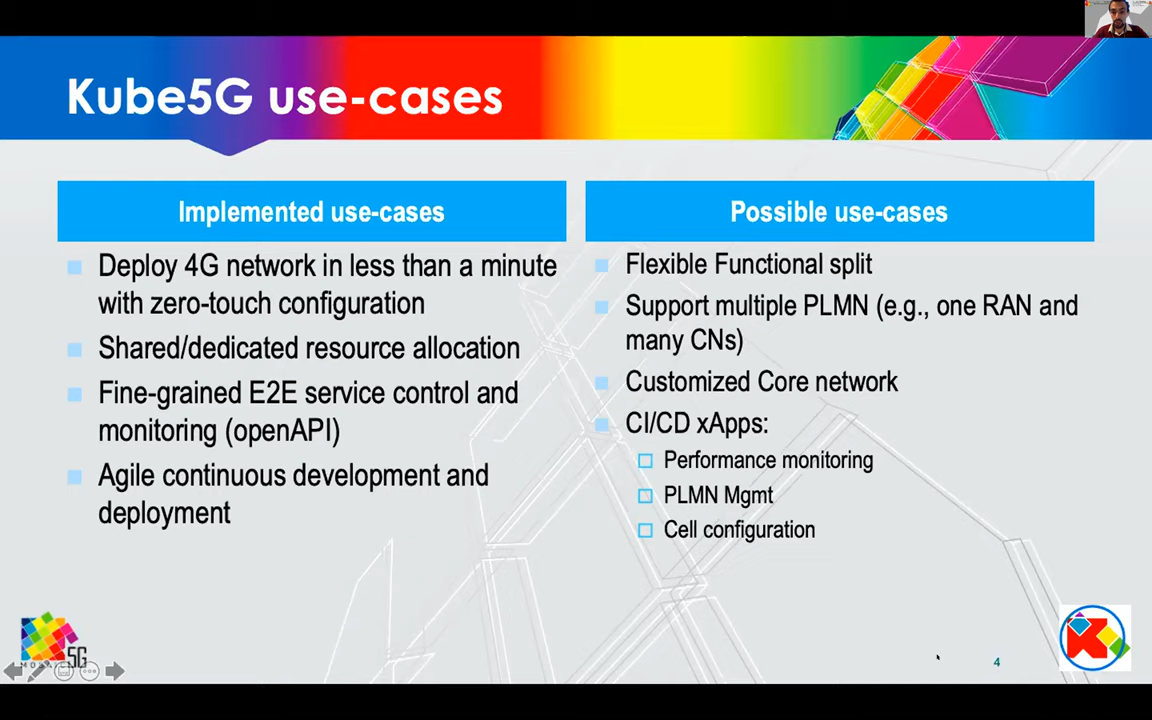 Kube5G use-cases
Implemented use-cases
Deploy 4G network in less than a minute
with zero-touch configuration
Shared/dedicated resource allocation
Fine-grained E2E service control and
monitoring (openAPI)
Agile continuous development and
deployment
Possible use-cases
Flexible Functional split
Support multiple PLMN (e.g., one RAN and
many CNs)
Customized Core network
CI/CD xApps:
Performance monitoring
PLMN Mgmt
Cell configuration
5G
4